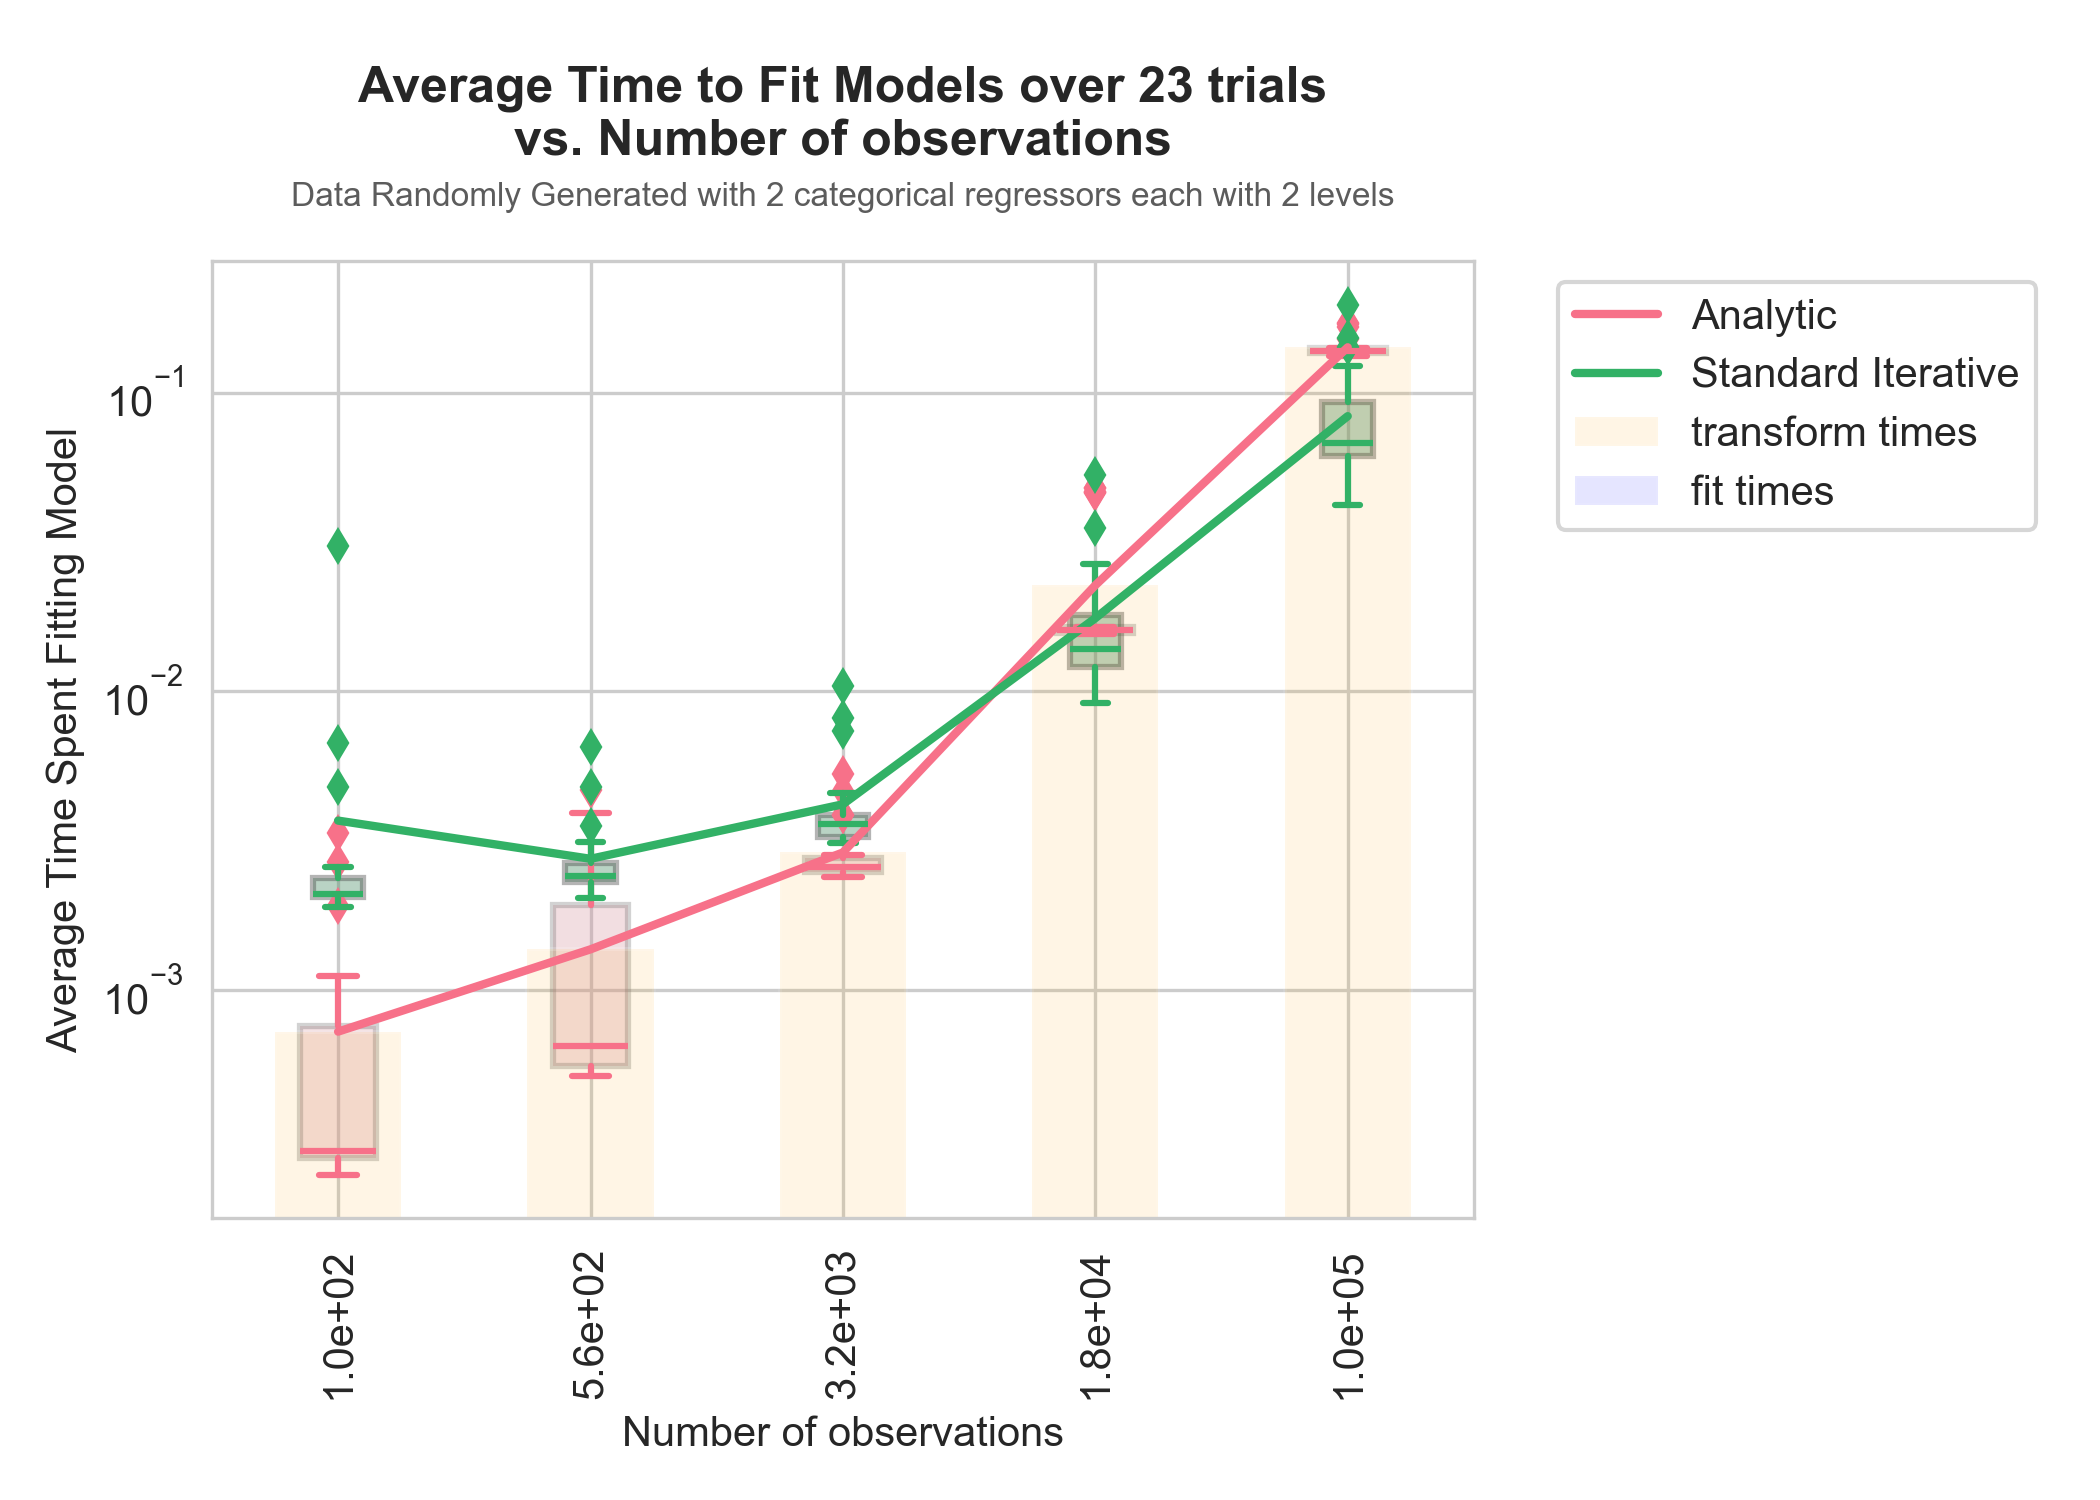 Average Time to Fit Models over 23 trials
vs. Number of observations
Data Randomly Generated with 2 categorical regressors each with 2 levels
Average Time Spent Fitting Model
10⁻¹
10⁻²
10⁻³
1.0e+02
5.6e+02
3.2e+03
1.8e+04
1.0e+05
Number of observations
Analytic
Standard Iterative
transform times
fit times